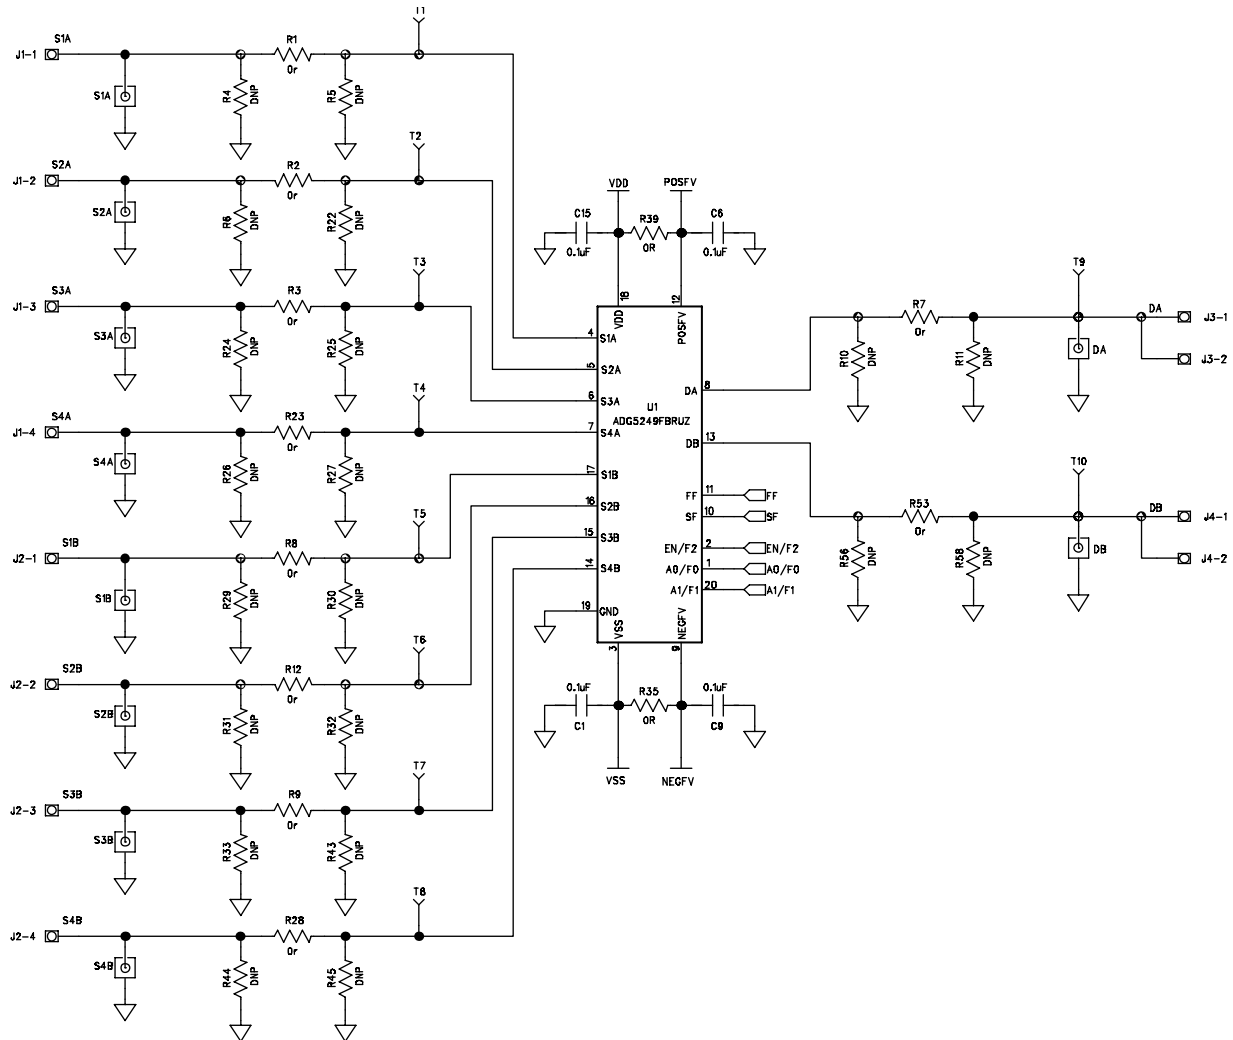 T1
S1A
R1
J1-1
0r
S1A
R4
DNP
R5
DNP
T2
S2A
R2
J1-2
0r
S2A
R6
DNP
R22
DNP
T3
S3A
R3
J1-3
0r
S3A
R24
DNP
R25
DNP
T4
S4A
R23
J1-4
0r
S4A
R26
DNP
R27
DNP
T5
S1B
R8
J2-1
0r
S1B
R29
DNP
R30
DNP
T6
S2B
R12
J2-2
0r
S2B
R31
DNP
R32
DNP
T7
S3B
R9
J2-3
0r
S3B
R33
DNP
R43
DNP
T8
S4B
R28
J2-4
0r
S4B
R44
DNP
R45
DNP
VDD
POSFV
C15
R39
C6
0.1uF
0R
0.1uF
18
12
VDD
POSFV
4 S1A
5 S2A
6 S3A
7 S4A
17 S1B
16 S2B
15 S3B
14 S4B
19 GND
U1
ADG5249FBRUZ
DA 8
DB 13
FF 11 FF
SF 10 SF
EN/F2 2 EN/F2
A0/F0 1 A0/F0
A1/F1 20 A1/F1
VSS
NEGFV
3
9
0.1uF
R35
0.1uF
C1
0R
C9
VSS
NEGFV
T9
R7
DA
J3-1
0r
R10
DNP
R11
DNP
DA
J3-2
T10
R53
DB
J4-1
0r
R56
DNP
R58
DNP
DB
J4-2